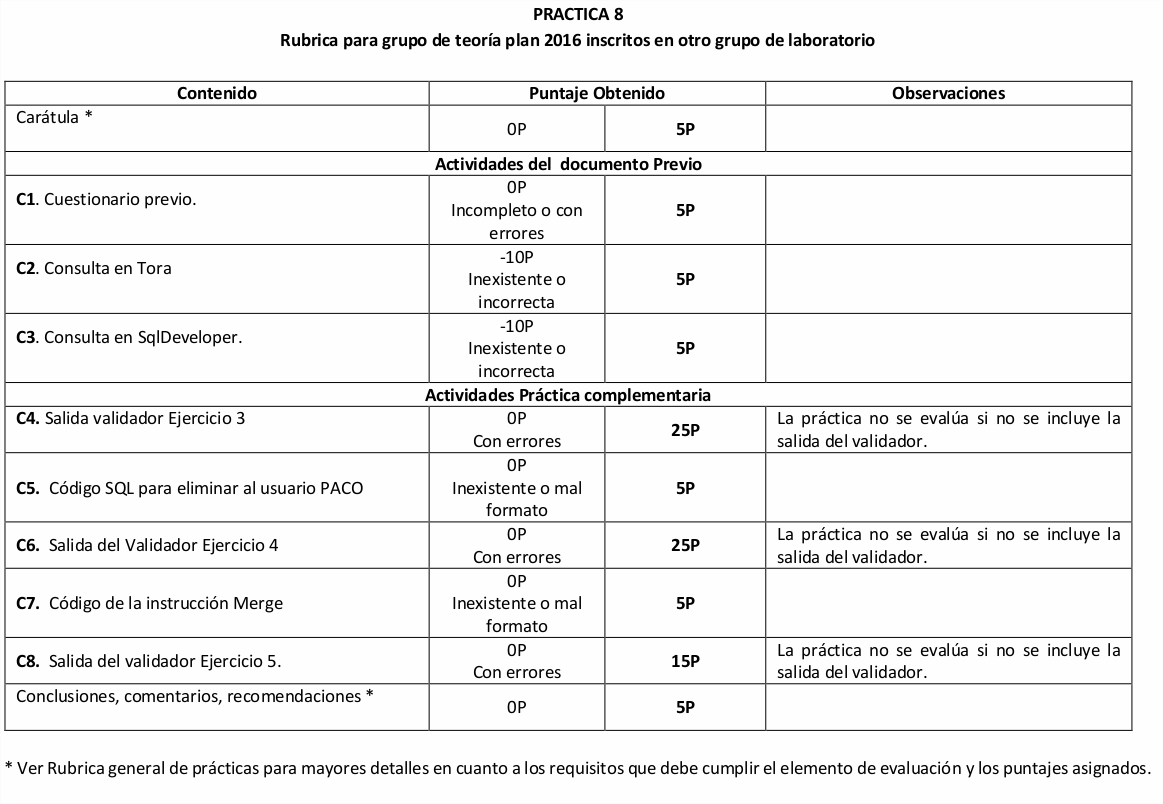 PRACTICA 8
Rubrica para grupo de teoría plan 2016 inscritos en otro grupo de laboratorio
Contenido
Puntaje Obtenido
Observaciones
Carátula *
0P
5P
Actividades del documento Previo
C1. Cuestionario previo.
0P
Incompleto o con
errores
5P
C2. Consulta en Tora
-10P
Inexistente o
incorrecta
5P
C3. Consulta en SqlDeveloper.
-10P
Inexistente o
incorrecta
5P
Actividades Práctica complementaria
C4. Salida validador Ejercicio 3
0P
Con errores
25P
La práctica no se evalúa si no se incluye la
salida del validador.
C5. Código SQL para eliminar al usuario PACO
0P
Inexistente o mal
formato
5P
C6. Salida del Validador Ejercicio 4
0P
Con errores
25P
La práctica no se evalúa si no se incluye la
salida del validador.
C7. Código de la instrucción Merge
0P
Inexistente o mal
formato
5P
C8. Salida del validador Ejercicio 5.
0P
Con errores
15P
La práctica no se evalúa si no se incluye la
salida del validador.
Conclusiones, comentarios, recomendaciones *
0P
5P
* Ver Rubrica general de prácticas para mayores detalles en cuanto a los requisitos que debe cumplir el elemento de evaluación y los puntajes asignados.